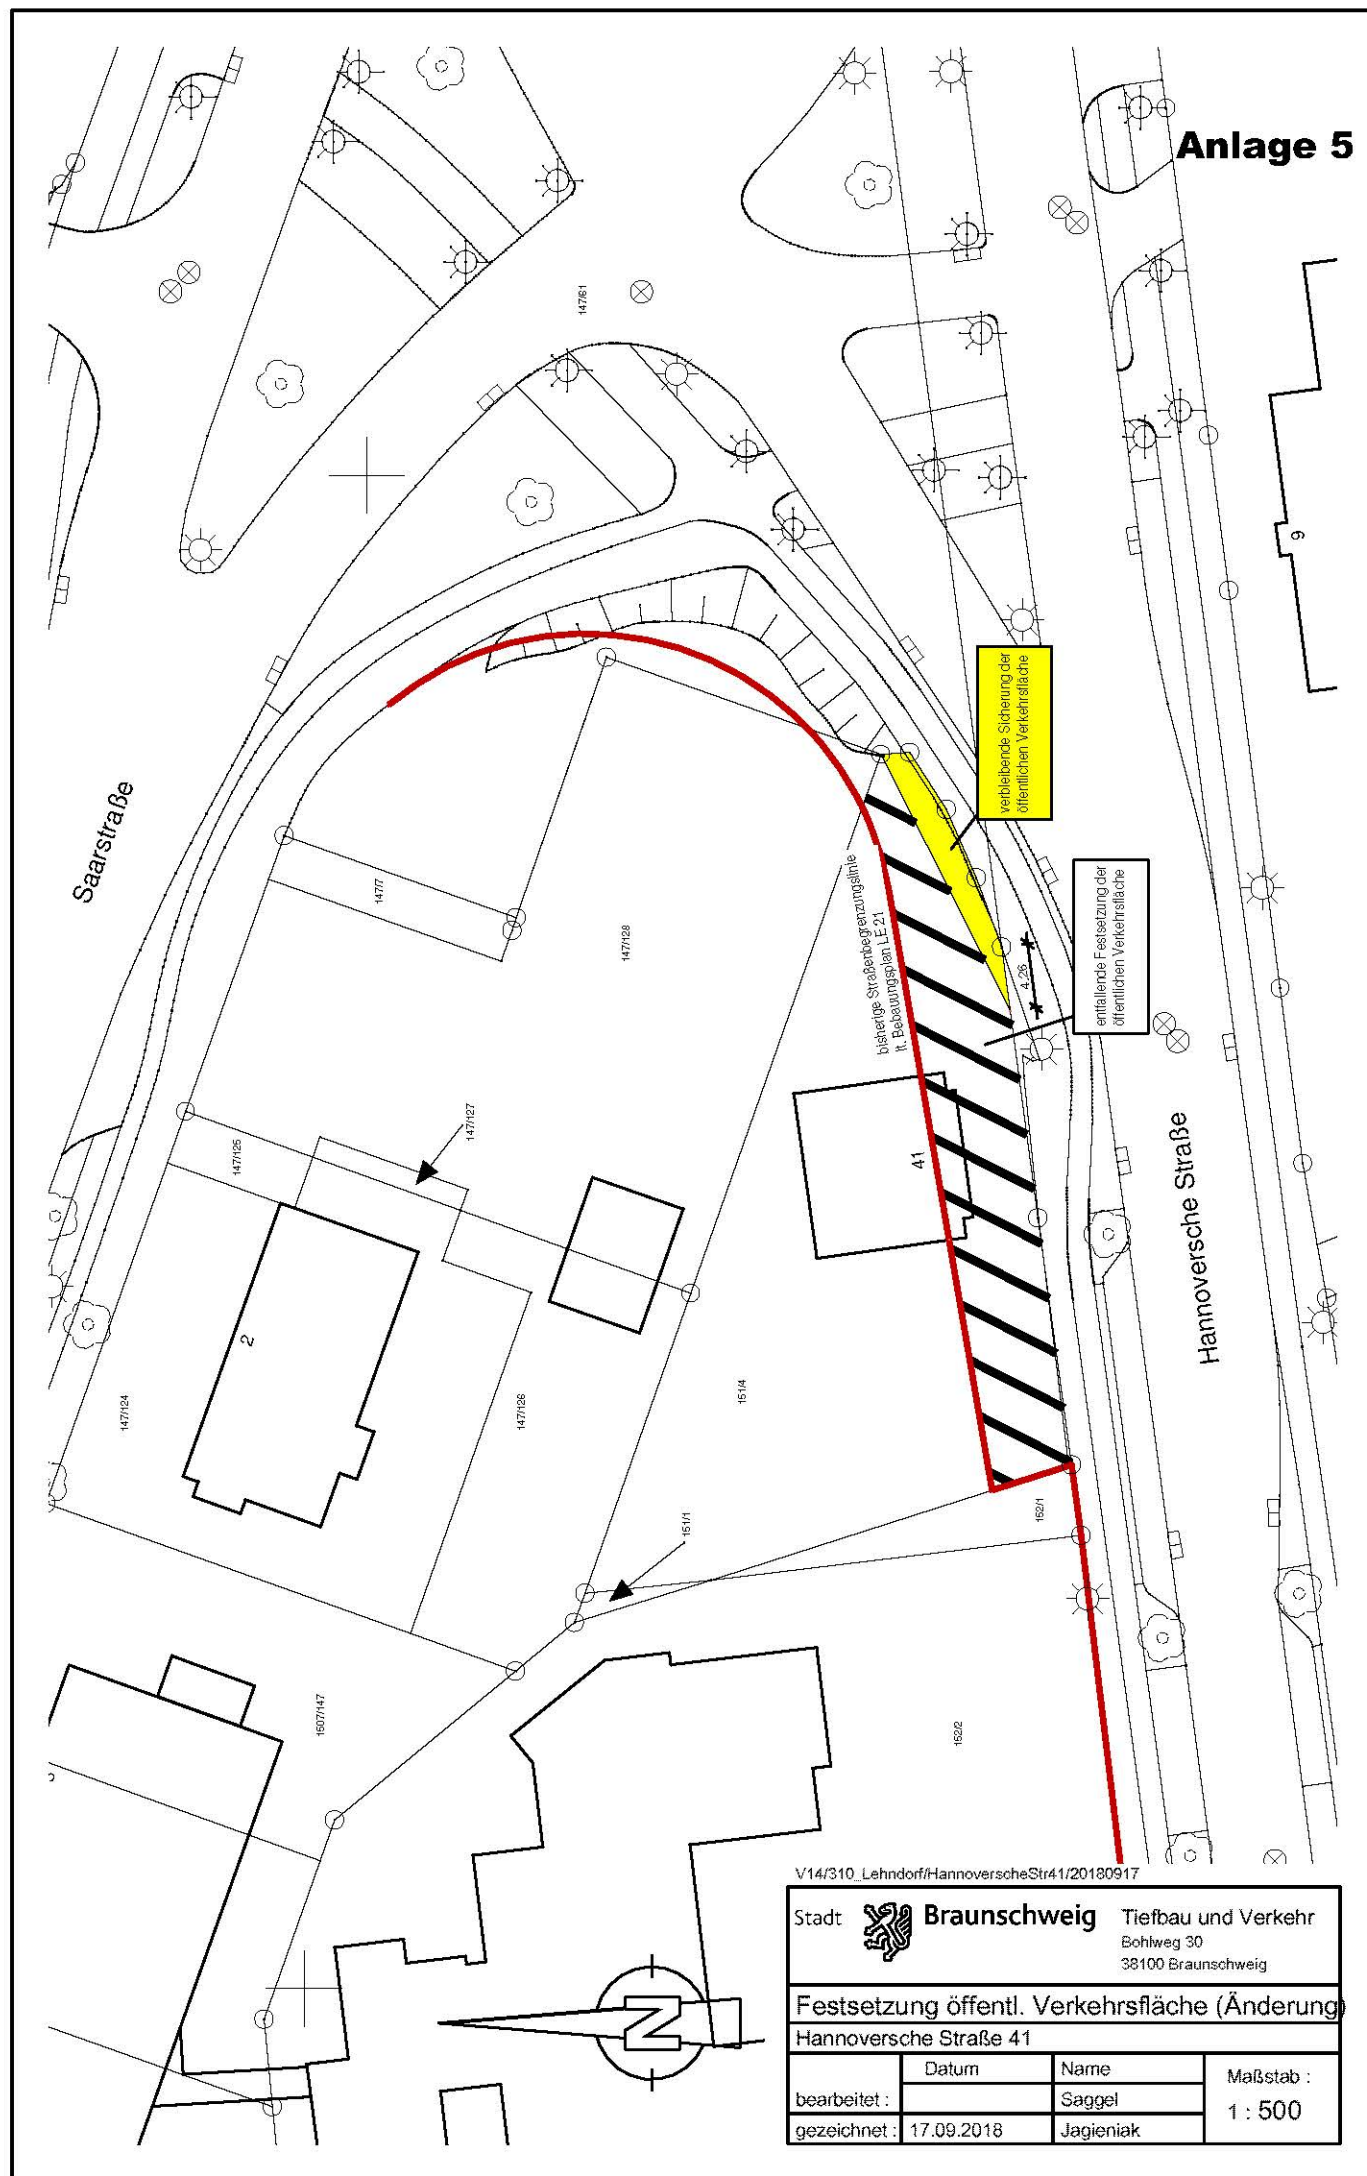 Anlage 5
147/61
9
Saarstraße
verbleibende Sicherung der
öffentlichen Verkehrsfläche
147/7
147/128
bisherige Straßenbegrenzungslinie
lt. Bebauungsplan LE 21
entfallende Festsetzung der
öffentlichen Verkehrsfläche
4.26
147/125
147/127
41
Hannoversche Straße
2
147/124
147/126
151/4
151/1
152/1
1507/147
152/2
V14/310_Lehndorf/HannoverscheStr41/20180917
Stadt Braunschweig Tiefbau und Verkehr
Bohlweg 30
38100 Braunschweig
Festsetzung öffentl. Verkehrsfläche (Änderung)
Hannoversche Straße 41
Datum Name Maßstab :
bearbeitet : Saggel 1 : 500
gezeichnet : 17.09.2018 Jagieniak
N